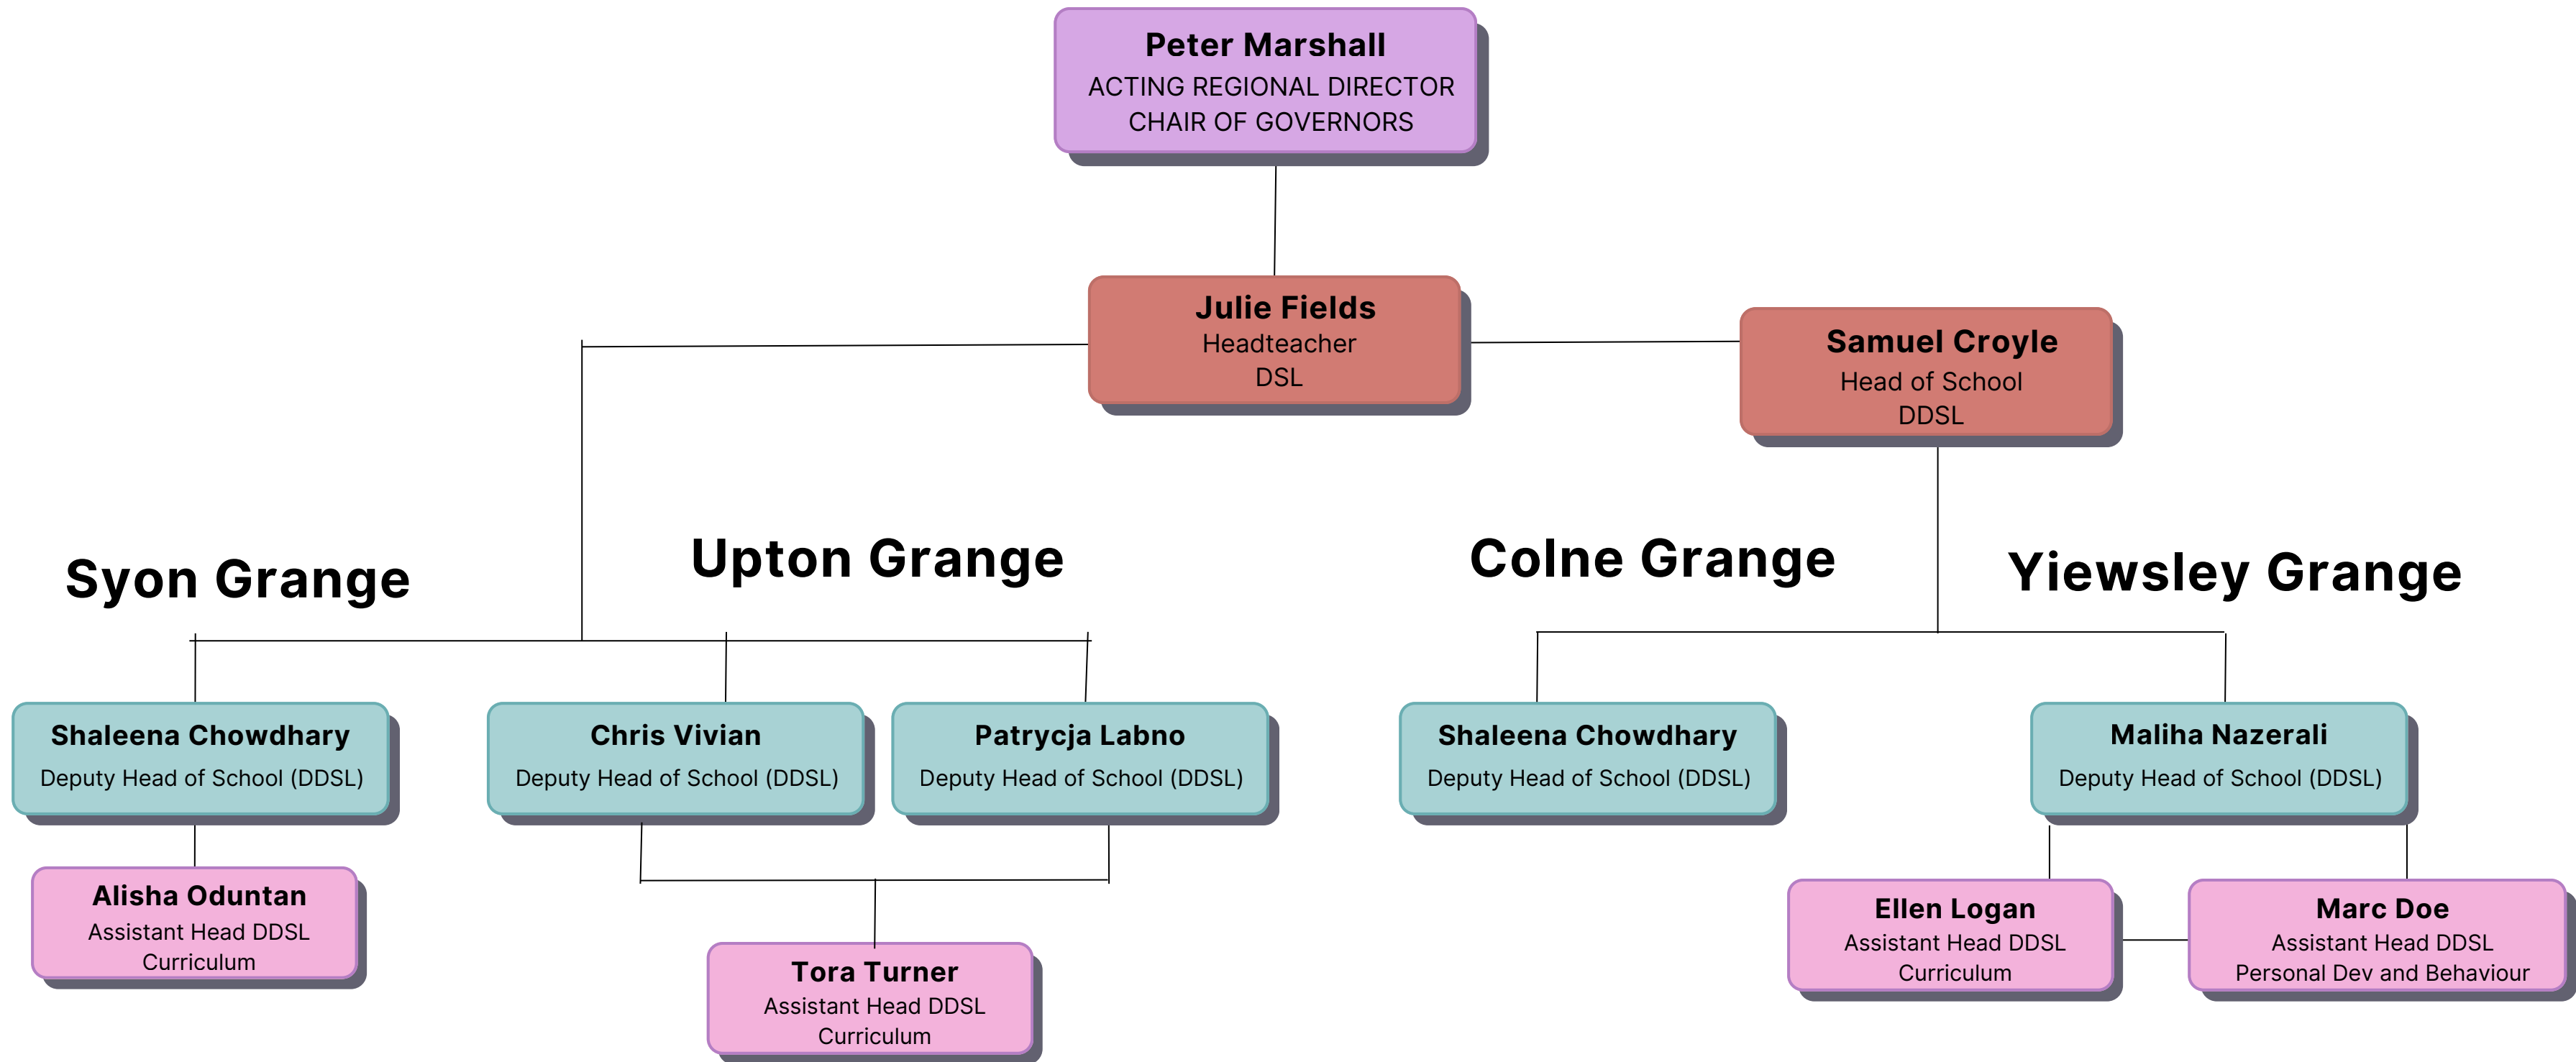 Peter Marshall
ACTING REGIONAL DIRECTOR
CHAIR OF GOVERNORS
Julie Fields
Headteacher
DSL
Samuel Croyle
Head of School
DDSL
Syon Grange
Upton Grange
Colne Grange
Yiewsley Grange
Shaleena Chowdhary
Deputy Head of School (DDSL)
Chris Vivian
Deputy Head of School (DDSL)
Patrycja Labno
Deputy Head of School (DDSL)
Shaleena Chowdhary
Deputy Head of School (DDSL)
Maliha Nazerali
Deputy Head of School (DDSL)
Alisha Oduntan
Assistant Head DDSL
Curriculum
Tora Turner
Assistant Head DDSL
Curriculum
Ellen Logan
Assistant Head DDSL
Curriculum
Marc Doe
Assistant Head DDSL
Personal Dev and Behaviour